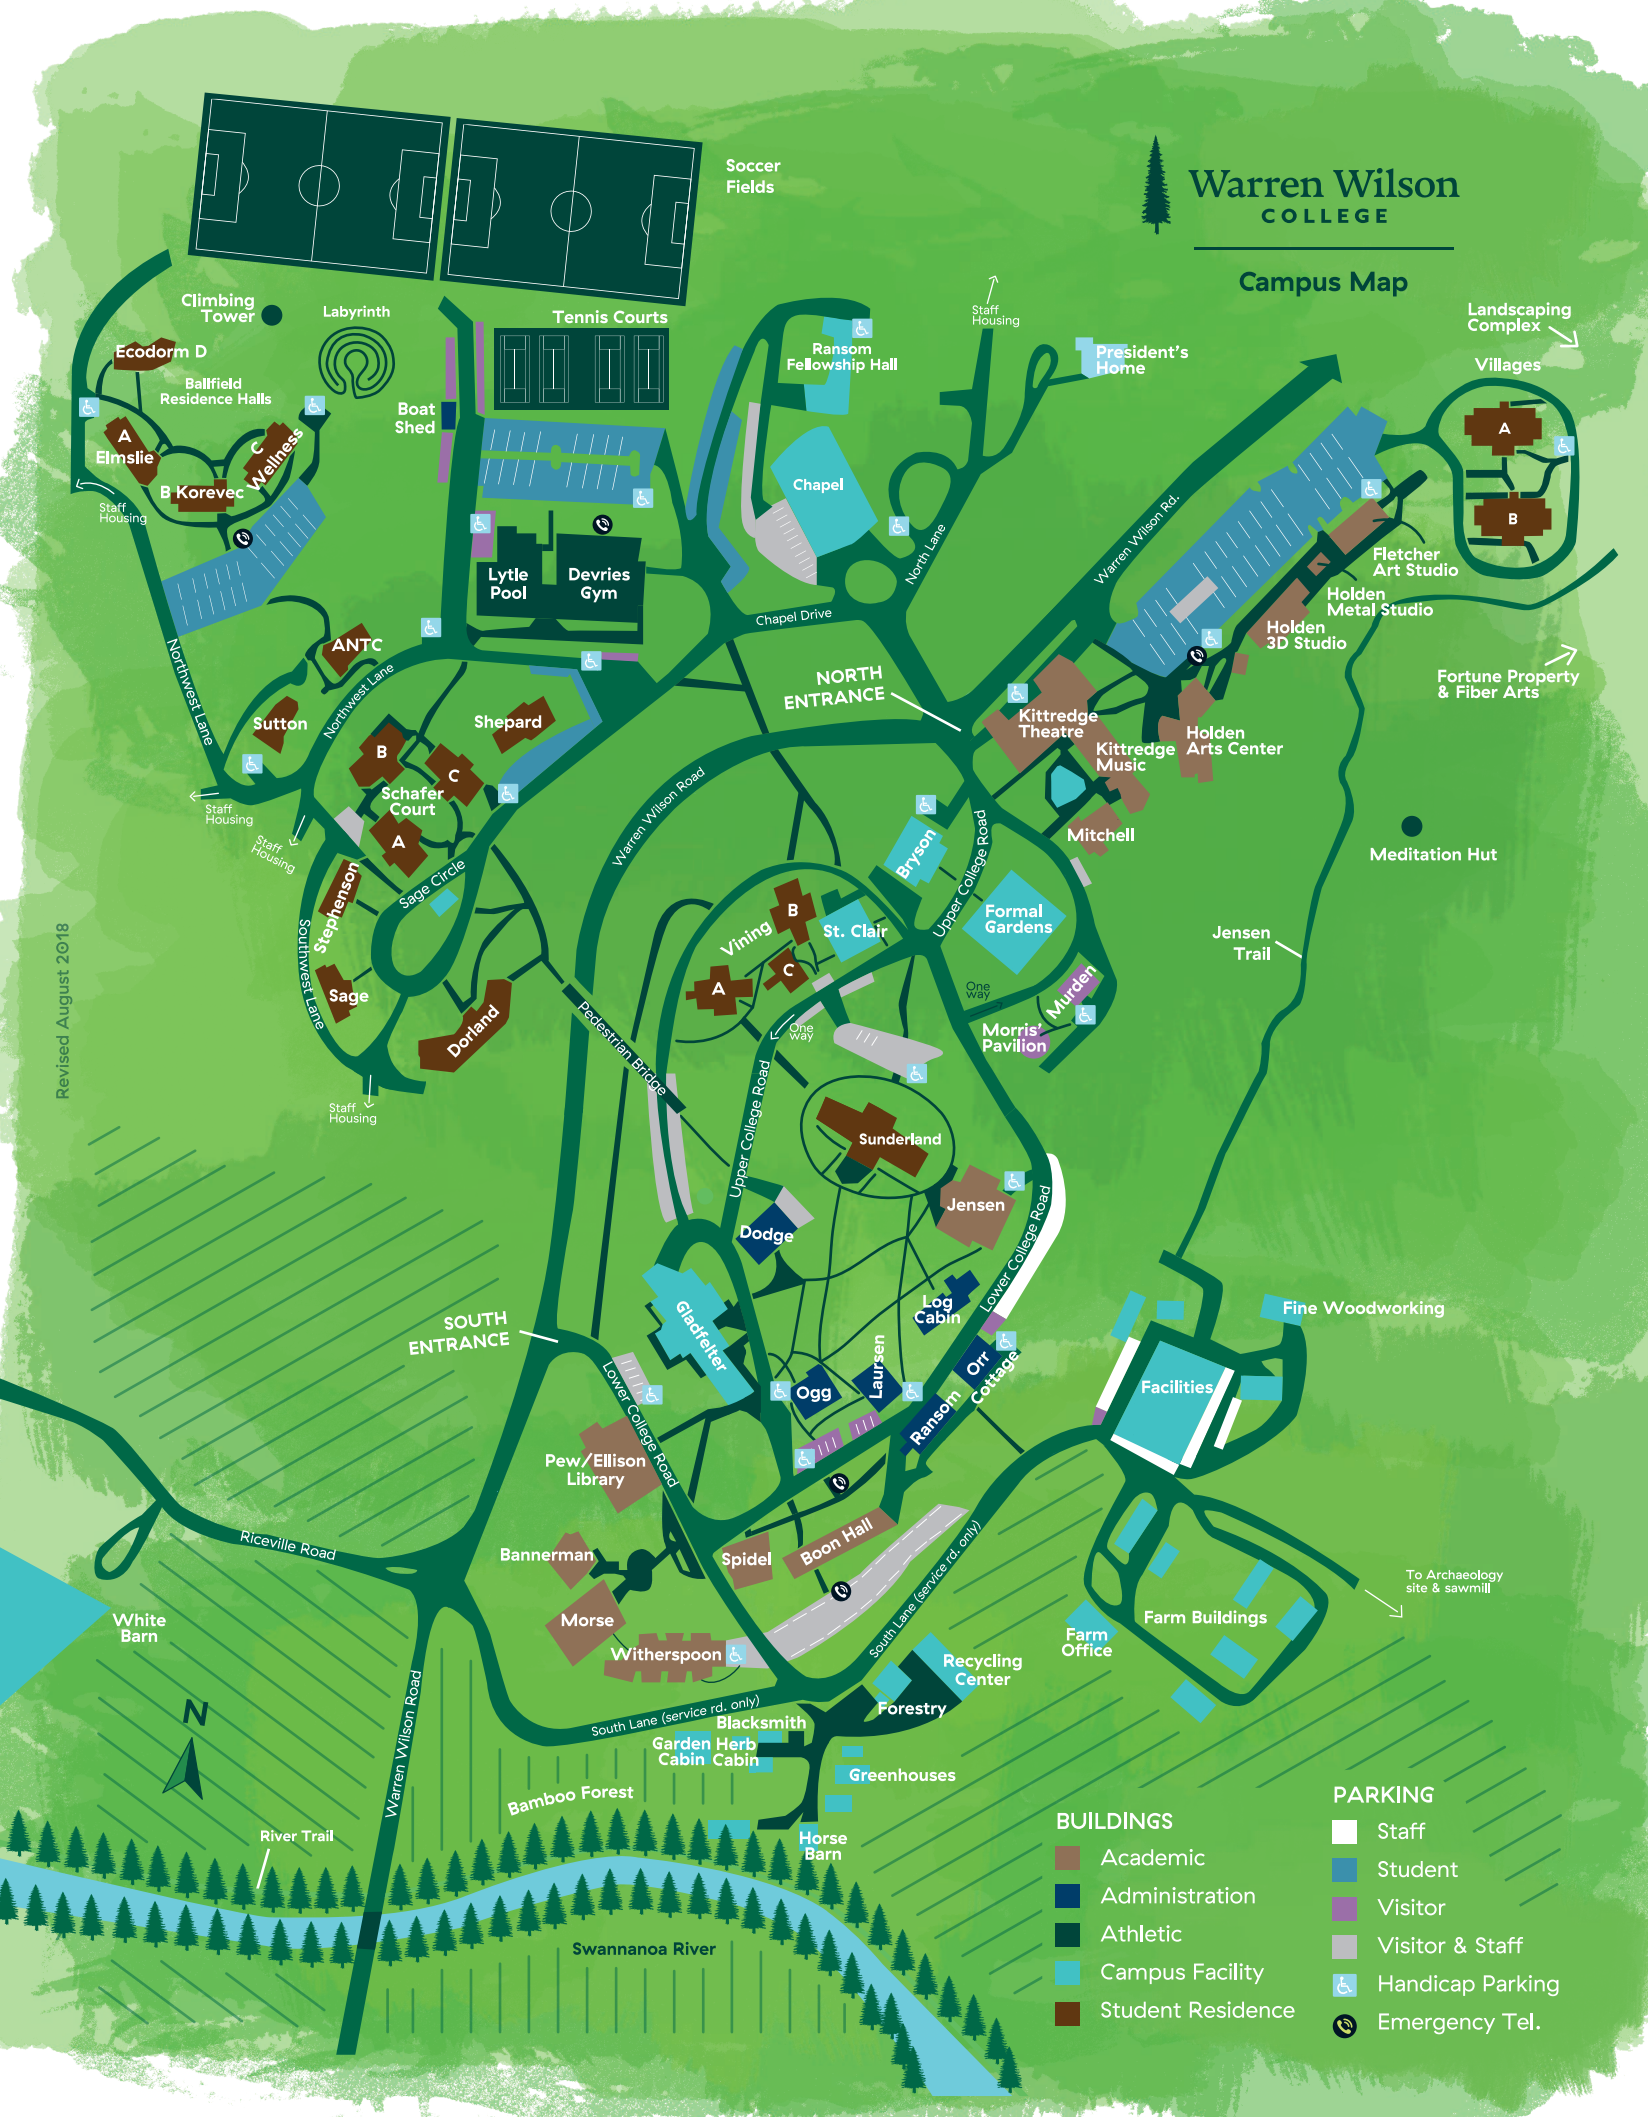 Warren Wilson
COLLEGE
Campus Map
Soccer
Fields
Climbing
Tower
Labyrinth
Tennis Courts
Staff
Housing
Ransom
Fellowship Hall
President's
Home
Landscaping
Complex
Villages
Ecodorm D
Ballfield
Residence Halls
Boat
Shed
A
Elmslie
C
Wellness
B Korevec
Staff
Housing
Chapel
A
B
Lytle
Pool
Devries
Gym
North Lane
Warren Wilson Rd.
Fletcher
Art Studio
Holden
Metal Studio
Holden
3D Studio
Chapel Drive
ANTC
Northwest Lane
Northwest Lane
NORTH
ENTRANCE
Fortune Property
& Fiber Arts
Sutton
Shepard
Kittredge
Theatre
Kittredge
Music
Holden
Arts Center
B
C
Schafer
Court
A
Staff
Housing
Staff
Housing
Warren Wilson Road
Bryson
Upper College Road
Mitchell
Meditation Hut
Sage Circle
Stephenson
Southwest Lane
Sage
Dorland
Staff
Housing
Vining
B
C
A
St. Clair
Formal
Gardens
Jensen
Trail
One
way
Murden
Morris'
Pavilion
One
way
Pedestrian Bridge
Upper College Road
Revised August 2018
Sunderland
Jensen
Lower College Road
Dodge
Log
Cabin
Gladfelter
SOUTH
ENTRANCE
Fine Woodworking
Facilities
Laursen
Ogg
Orr
Cottage
Ransom
Lower College Road
Pew/Ellison
Library
Riceville Road
Bannerman
Spidel
Boon Hall
South Lane (service rd. only)
Morse
Witherspoon
White
Barn
To Archaeology
site & sawmill
Farm Buildings
Farm
Office
Recycling
Center
Forestry
South Lane (service rd. only)
Blacksmith
Garden
Cabin
Herb
Cabin
Greenhouses
Horse
Barn
Bamboo Forest
N
Warren Wilson Road
River Trail
Swannanoa River
BUILDINGS
Academic
Administration
Athletic
Campus Facility
Student Residence
PARKING
Staff
Student
Visitor
Visitor & Staff
Handicap Parking
Emergency Tel.